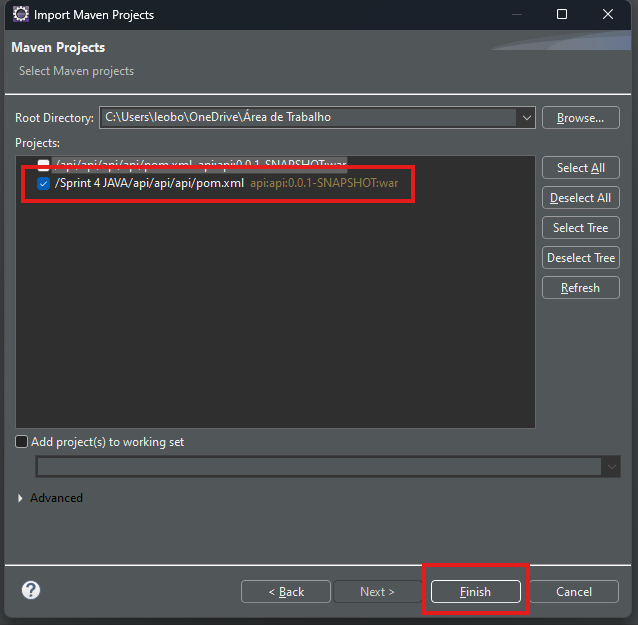 Import Maven Projects
Maven Projects
Select Maven projects
Root Directory: C:\Users\leobo\OneDrive\Área de Trabalho Browse...
Projects:
/api/api/api/api/pom.xml api:api:0.0.1-SNAPSHOT:war
/Sprint 4 JAVA/api/api/api/pom.xml api:api:0.0.1-SNAPSHOT:war
Select All
Deselect All
Select Tree
Deselect Tree
Refresh
Add project(s) to working set
Advanced
?
< Back Next > Finish Cancel